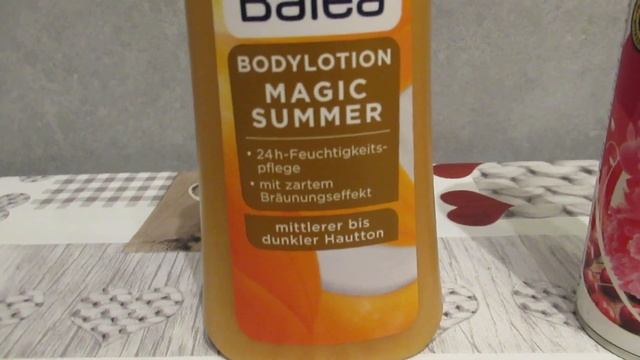 Balea
BODYLOTION
MAGIC
SUMMER
• 24h-Feuchtigkeits-
pflege
• mit zartem
Bräunungseffekt
mittlerer bis
dunkler Hautton